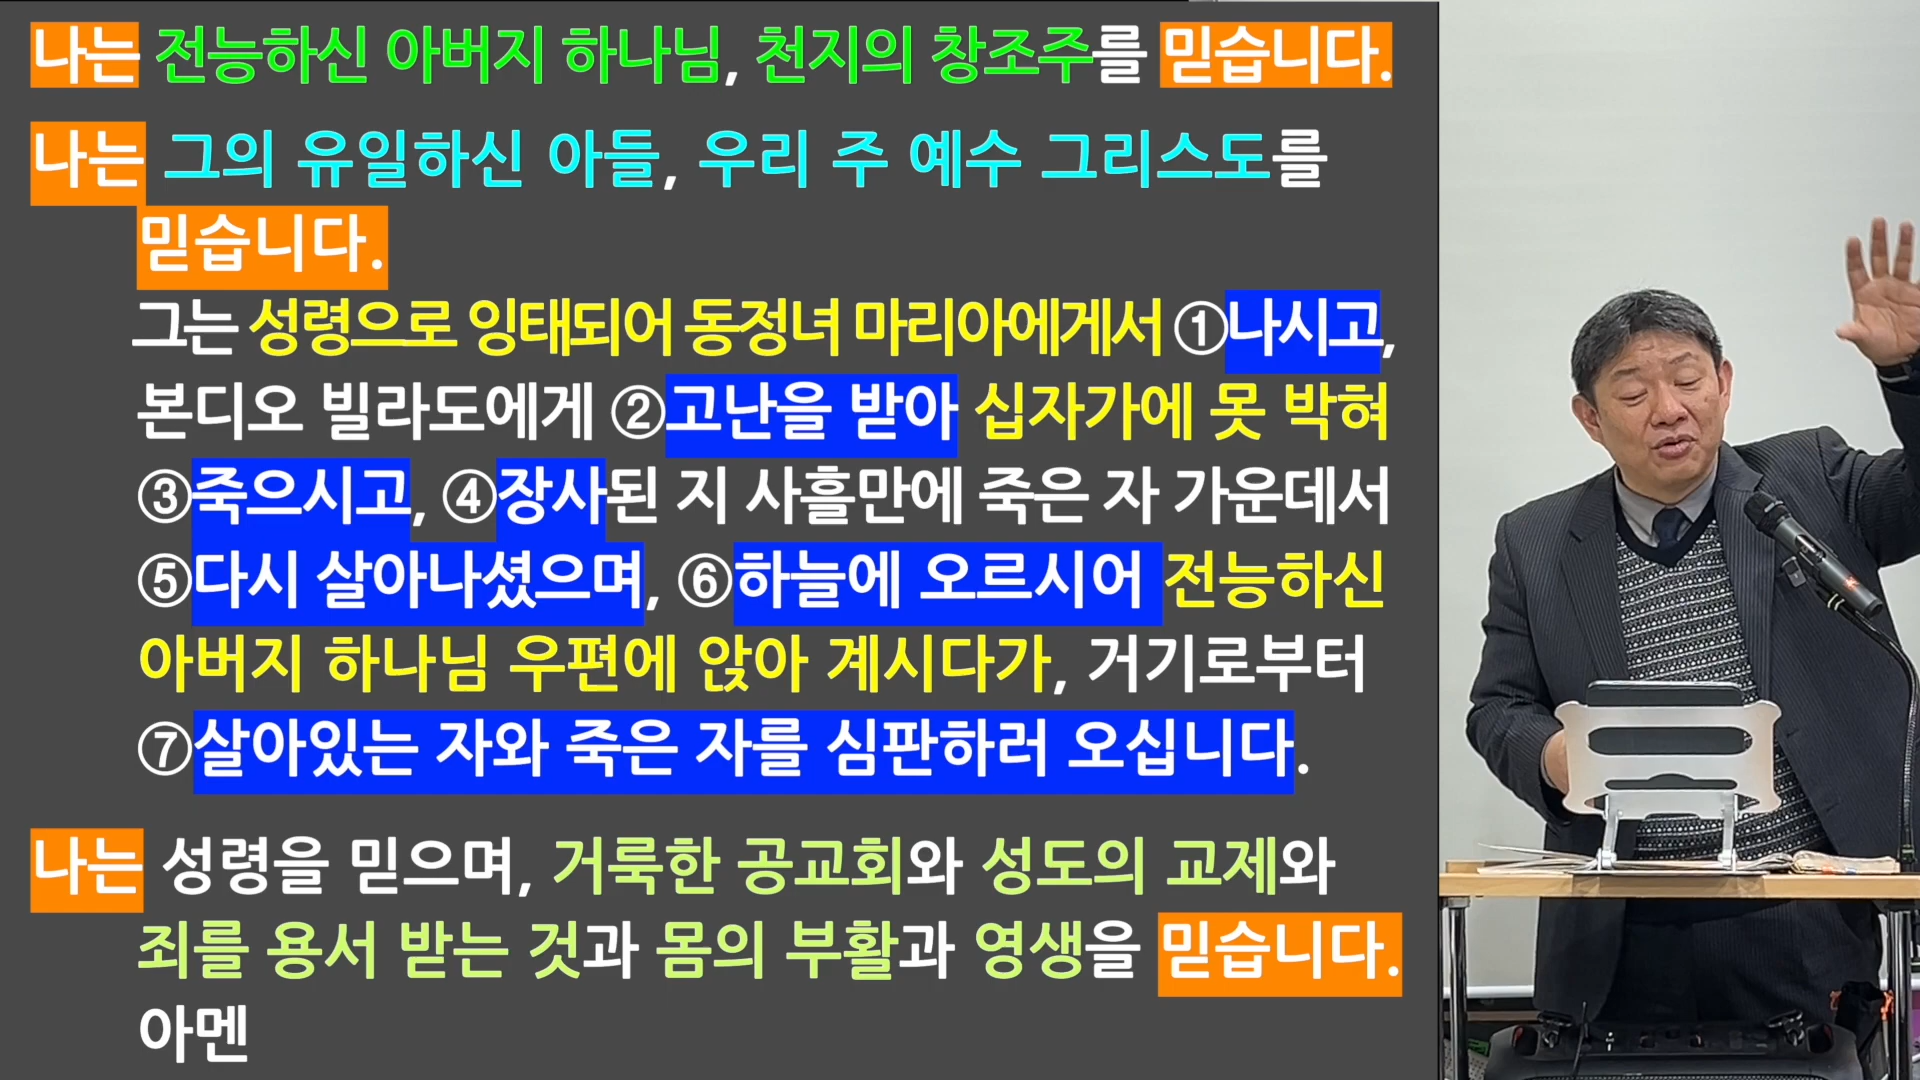 나는 전능하신 아버지 하나님, 천지의 창조주를 믿습니다.
나는 그의 유일하신 아들, 우리 주 예수 그리스도를
믿습니다.
그는 성령으로 잉태되어 동정녀 마리아에게서 ①나시고,
본디오 빌라도에게 ②고난을 받아 십자가에 못 박혀
③죽으시고, ④장사된 지 사흘만에 죽은 자 가운데서
⑤다시 살아나셨으며, ⑥하늘에 오르시어 전능하신
아버지 하나님 우편에 앉아 계시다가, 거기로부터
⑦살아있는 자와 죽은 자를 심판하러 오십니다.
나는 성령을 믿으며, 거룩한 공교회와 성도의 교제와
죄를 용서 받는 것과 몸의 부활과 영생을 믿습니다.
아멘